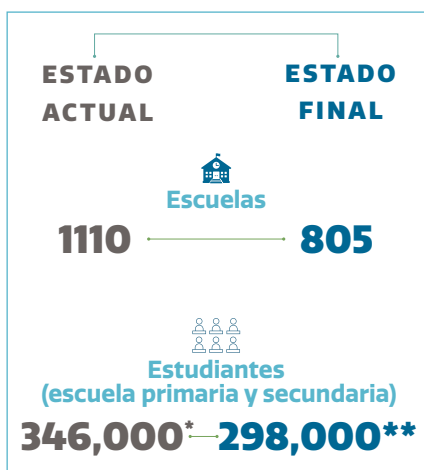 ESTADO ACTUAL
ESTADO FINAL
Escuelas
1110 805
Estudiantes
(escuela primaria y secundaria)
346,000* 298,000**